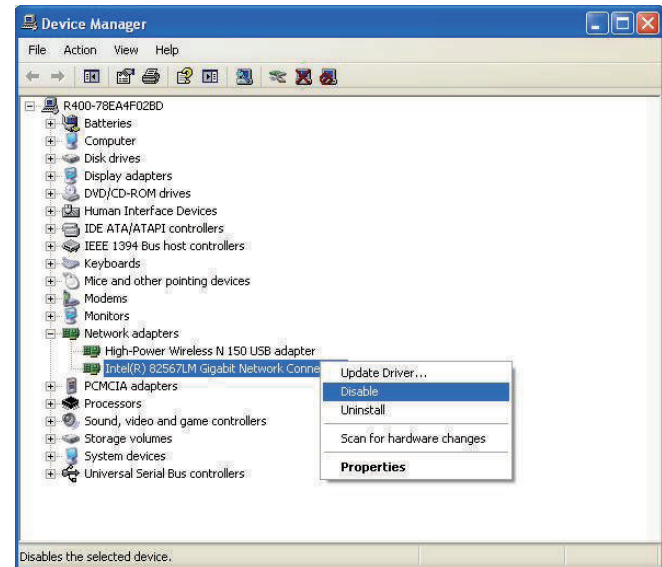 Device Manager
File Action View Help
R400-78EA4F02BD
Batteries
Computer
Disk drives
Display adapters
DVD/CD-ROM drives
Human Interface Devices
IDE ATA/ATAPI controllers
IEEE 1394 Bus host controllers
Keyboards
Mice and other pointing devices
Modems
Monitors
Network adapters
High-Power Wireless N 150 USB adapter
Intel(R) 82567LM Gigabit Network Conne
PCMCIA adapters
Processors
Sound, video and game controllers
Storage volumes
System devices
Universal Serial Bus controllers
Update Driver...
Disable
Uninstall
Scan for hardware changes
Properties
Disables the selected device.